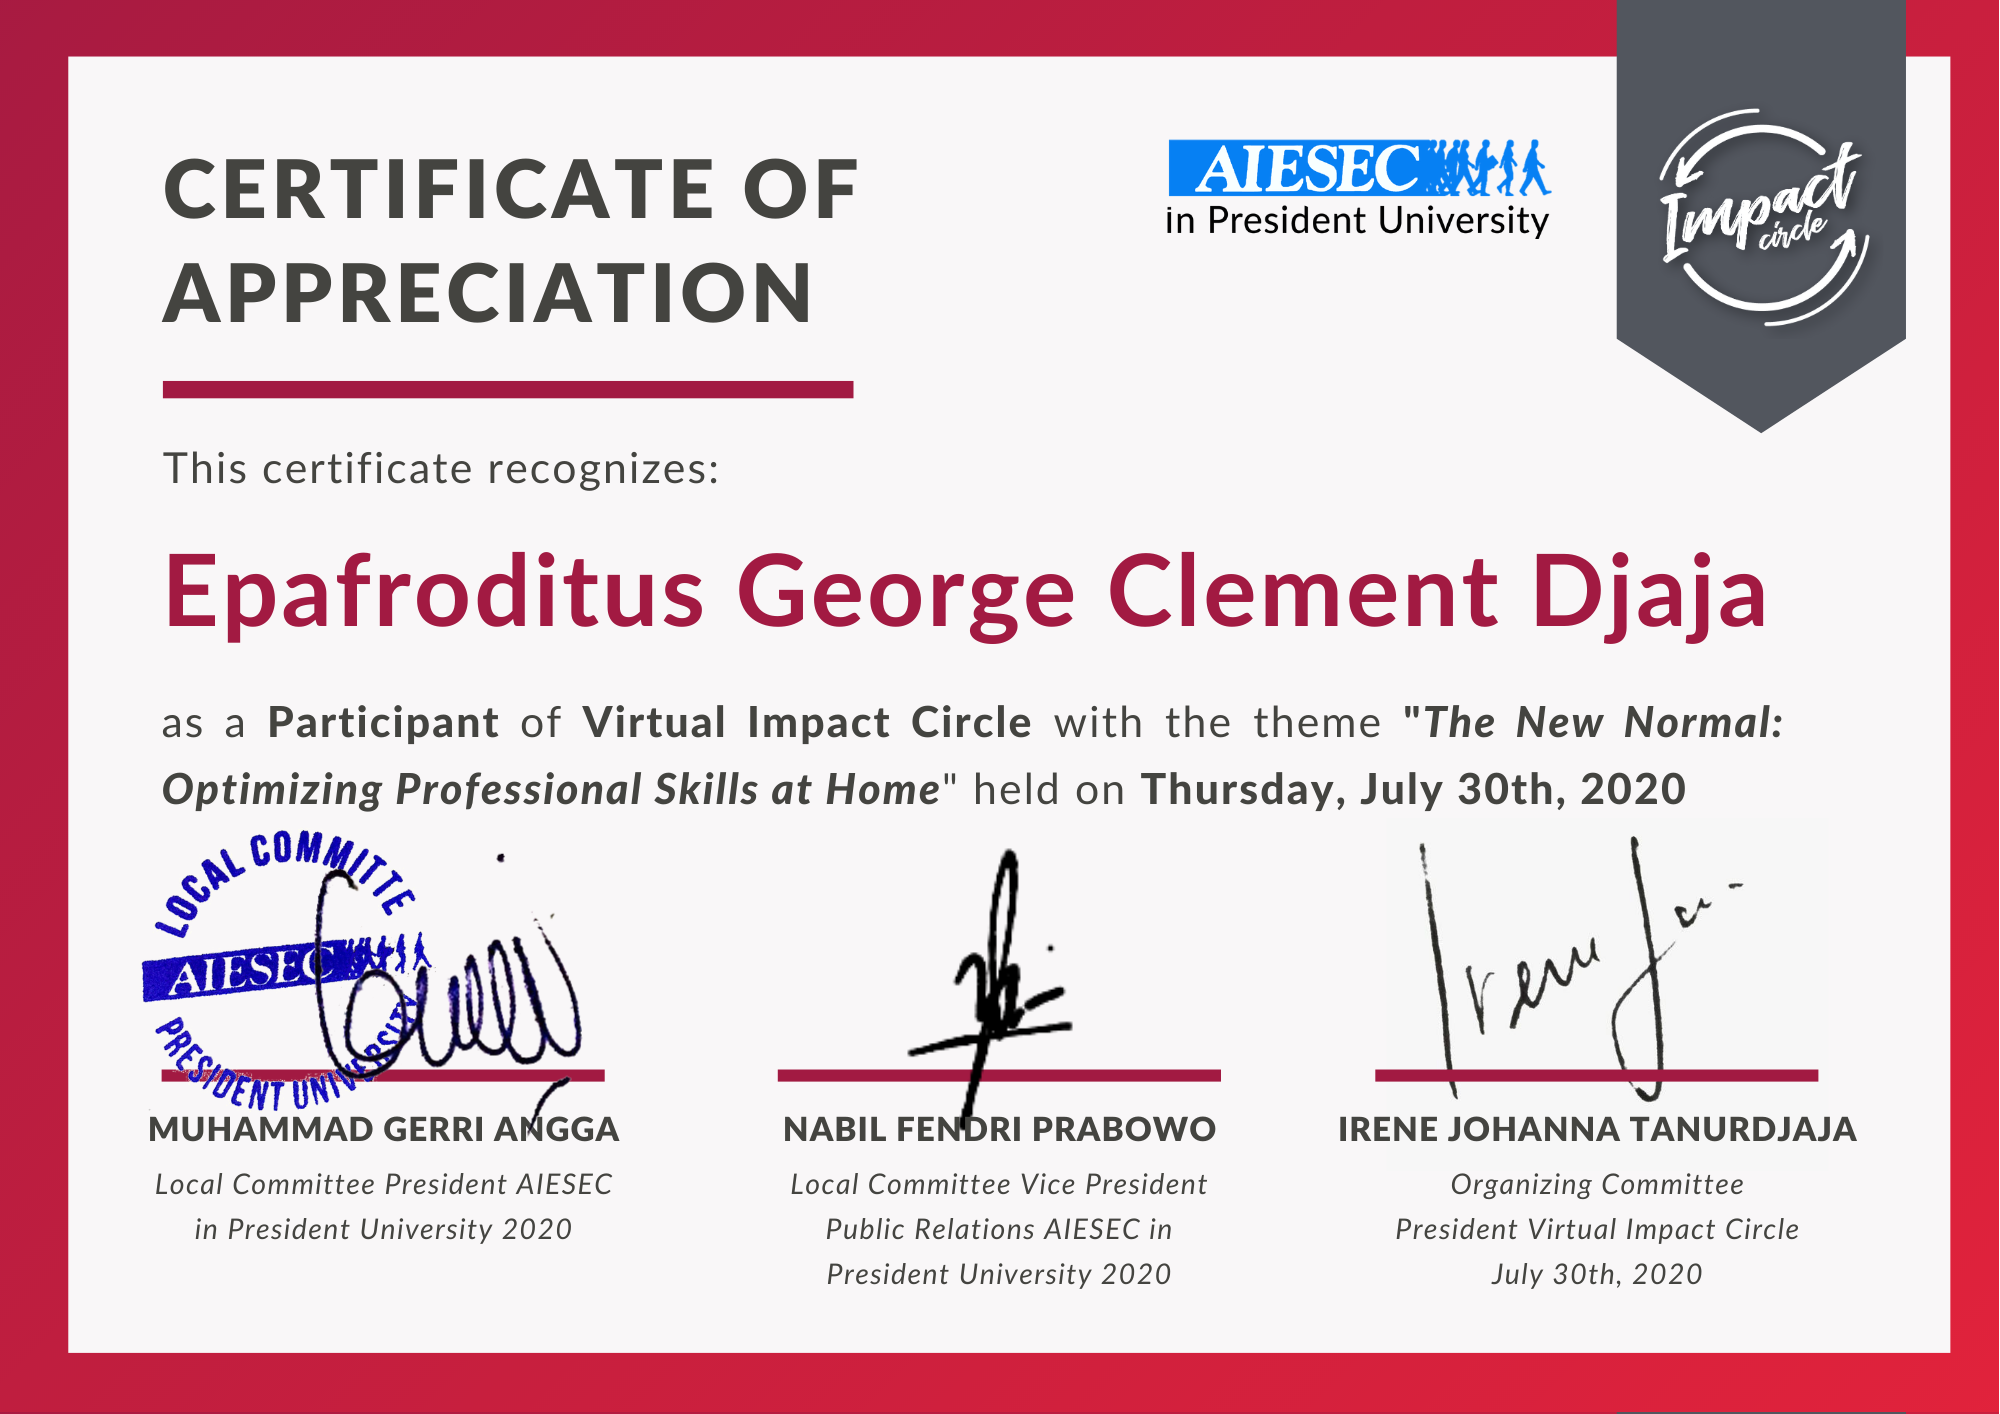 CERTIFICATE OF
APPRECIATION
AIESEC
in President University
Impact
circle
This certificate recognizes:
Epafroditus George Clement Djaja
as a Participant of Virtual Impact Circle with the theme "The New Normal:
Optimizing Professional Skills at Home" held on Thursday, July 30th, 2020
LOCAL COMMITTE
AIESEC
PRESIDENT UNIVERSITY
MUHAMMAD GERRI ANGGA
Local Committee President AIESEC
in President University 2020
NABIL FENDRI PRABOWO
Local Committee Vice President
Public Relations AIESEC in
President University 2020
IRENE JOHANNA TANURDJAJA
Organizing Committee
President Virtual Impact Circle
July 30th, 2020